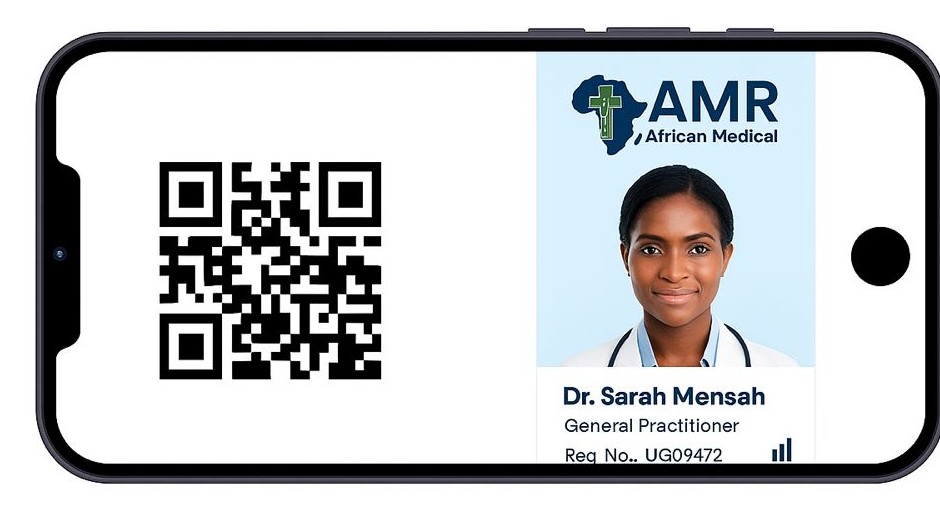 AMR
African Medical
Dr. Sarah Mensah
General Practitioner
Reg No.. UG09472